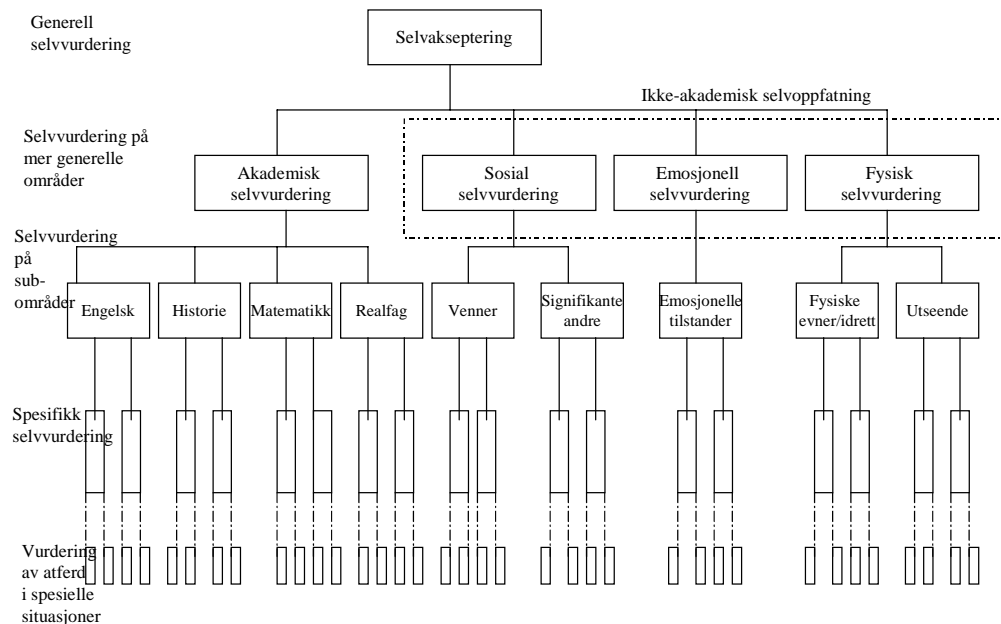 Generell
selvvurdering
Selvakseptering
Ikke-akademisk selvoppfatning
Selvvurdering på
mer generelle
områder
Akademisk
selvvurdering
Sosial
selvvurdering
Emosjonell
selvvurdering
Fysisk
selvvurdering
Selvvurdering
på
sub-
områder
Engelsk
Historie
Matematikk
Realfag
Venner
Signifikante
andre
Emosjonelle
tilstander
Fysiske
evner/idrett
Utseende
Spesifikk
selvvurdering
Vurdering
av atferd
i spesielle
situasjoner